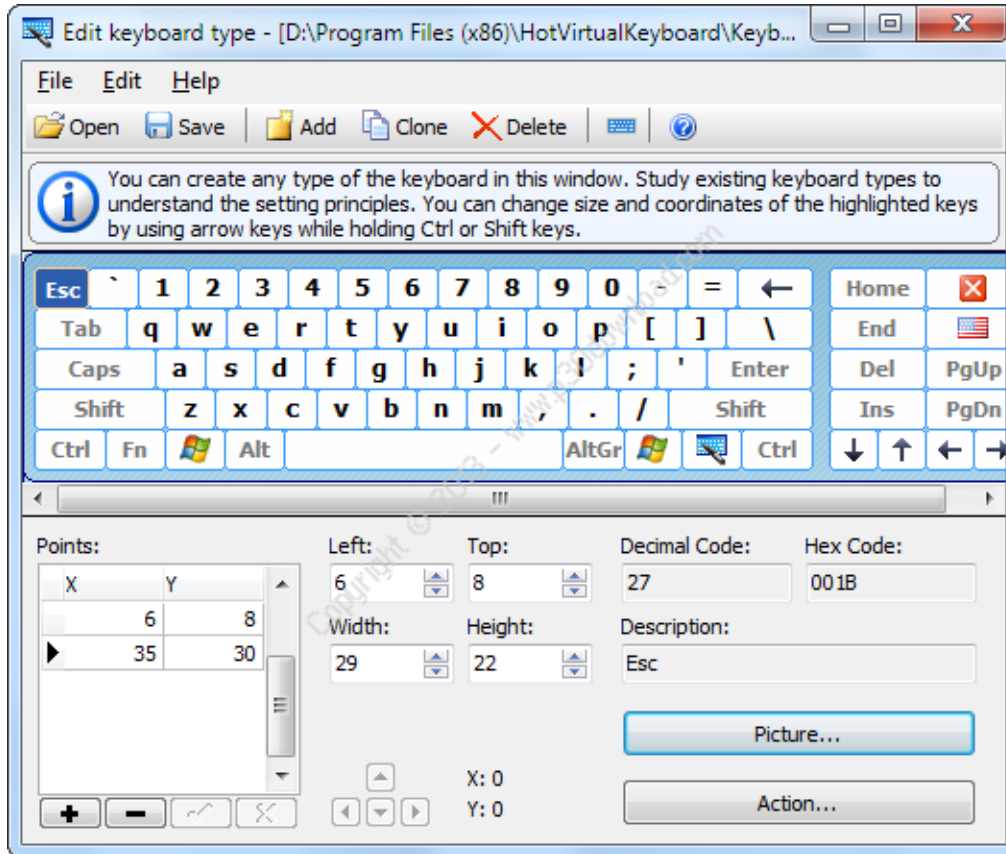 Edit keyboard type - [D:\Program Files (x86)\HotVirtualKeyboard\Keyb...
File Edit Help
Open Save Add Clone Delete
You can create any type of the keyboard in this window. Study existing keyboard types to
understand the setting principles. You can change size and coordinates of the highlighted keys
by using arrow keys while holding Ctrl or Shift keys.
Esc ` 1 2 3 4 5 6 7 8 9 0 - = ← Home
Tab q w e r t y u i o p [ ] \ End
Caps a s d f g h j k l ; ' Enter Del PgUp
Shift z x c v b n m , . / Shift Ins PgDn
Ctrl Fn Alt AltGr Ctrl ↓ ↑ ← →
Copyright © 2013 - www.p30download.com
Points: Left: Top: Decimal Code: Hex Code:
X Y 6 8 27 001B
6 8 Width: Height: Description:
35 30 29 22 Esc
Picture...
X: 0
Y: 0 Action...